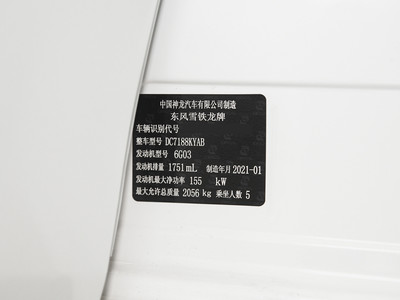 中国神龙汽车有限公司制造
东风雪铁龙牌
车辆识别代号
整车型号 DC7188KYAB
发动机型号 6G03
发动机排量 1751mL 制造年月 2021-01
发动机最大净功率 155 kW
最大允许总质量 2056 kg 乘坐人数 5